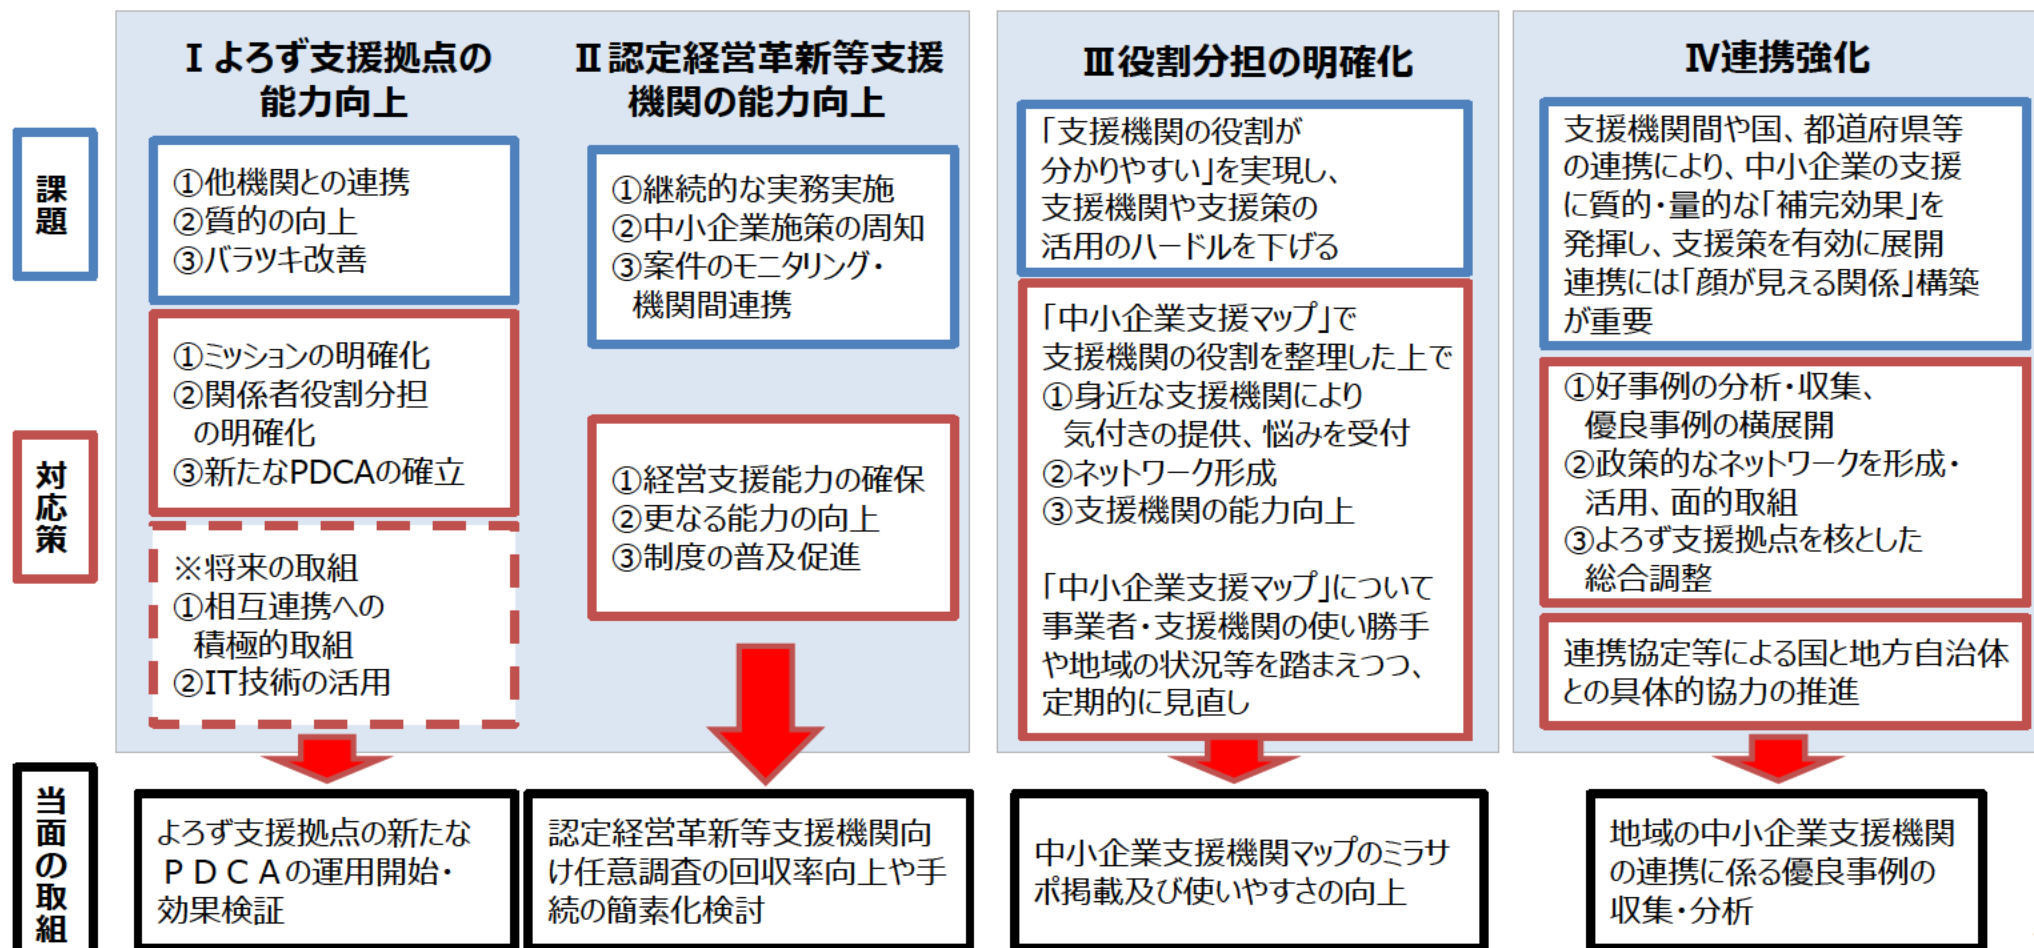 Ⅰよろず支援拠点の
能力向上
Ⅱ認定経営革新等支援
機関の能力向上
Ⅲ役割分担の明確化
Ⅳ連携強化
課題
①他機関との連携
②質的の向上
③バラツキ改善
①継続的な実務実施
②中小企業施策の周知
③案件のモニタリング・
機関間連携
「支援機関の役割が
分かりやすい」を実現し、
支援機関や支援策の
活用のハードルを下げる
支援機関間や国、都道府県等
の連携により、中小企業の支援
に質的・量的な「補完効果」を
発揮し、支援策を有効に展開
連携には「顔が見える関係」構築
が重要
対応策
①ミッションの明確化
②関係者役割分担
の明確化
③新たなPDCAの確立
※将来の取組
①相互連携への
積極的取組
②IT技術の活用
①経営支援能力の確保
②更なる能力の向上
③制度の普及促進
「中小企業支援マップ」で
支援機関の役割を整理した上で
①身近な支援機関により
気付きの提供、悩みを受付
②ネットワーク形成
③支援機関の能力向上
「中小企業支援マップ」について
事業者・支援機関の使い勝手
や地域の状況等を踏まえつつ、
定期的に見直し
①好事例の分析・収集、
優良事例の横展開
②政策的なネットワークを形成・
活用、面的取組
③よろず支援拠点を核とした
総合調整
連携協定等による国と地方自治体
との具体的協力の推進
当面の取組
よろず支援拠点の新たな
ＰＤＣＡの運用開始・
効果検証
認定経営革新等支援機関向
け任意調査の回収率向上や手
続の簡素化検討
中小企業支援機関マップのミラサ
ポ掲載及び使いやすさの向上
地域の中小企業支援機関
の連携に係る優良事例の
収集・分析